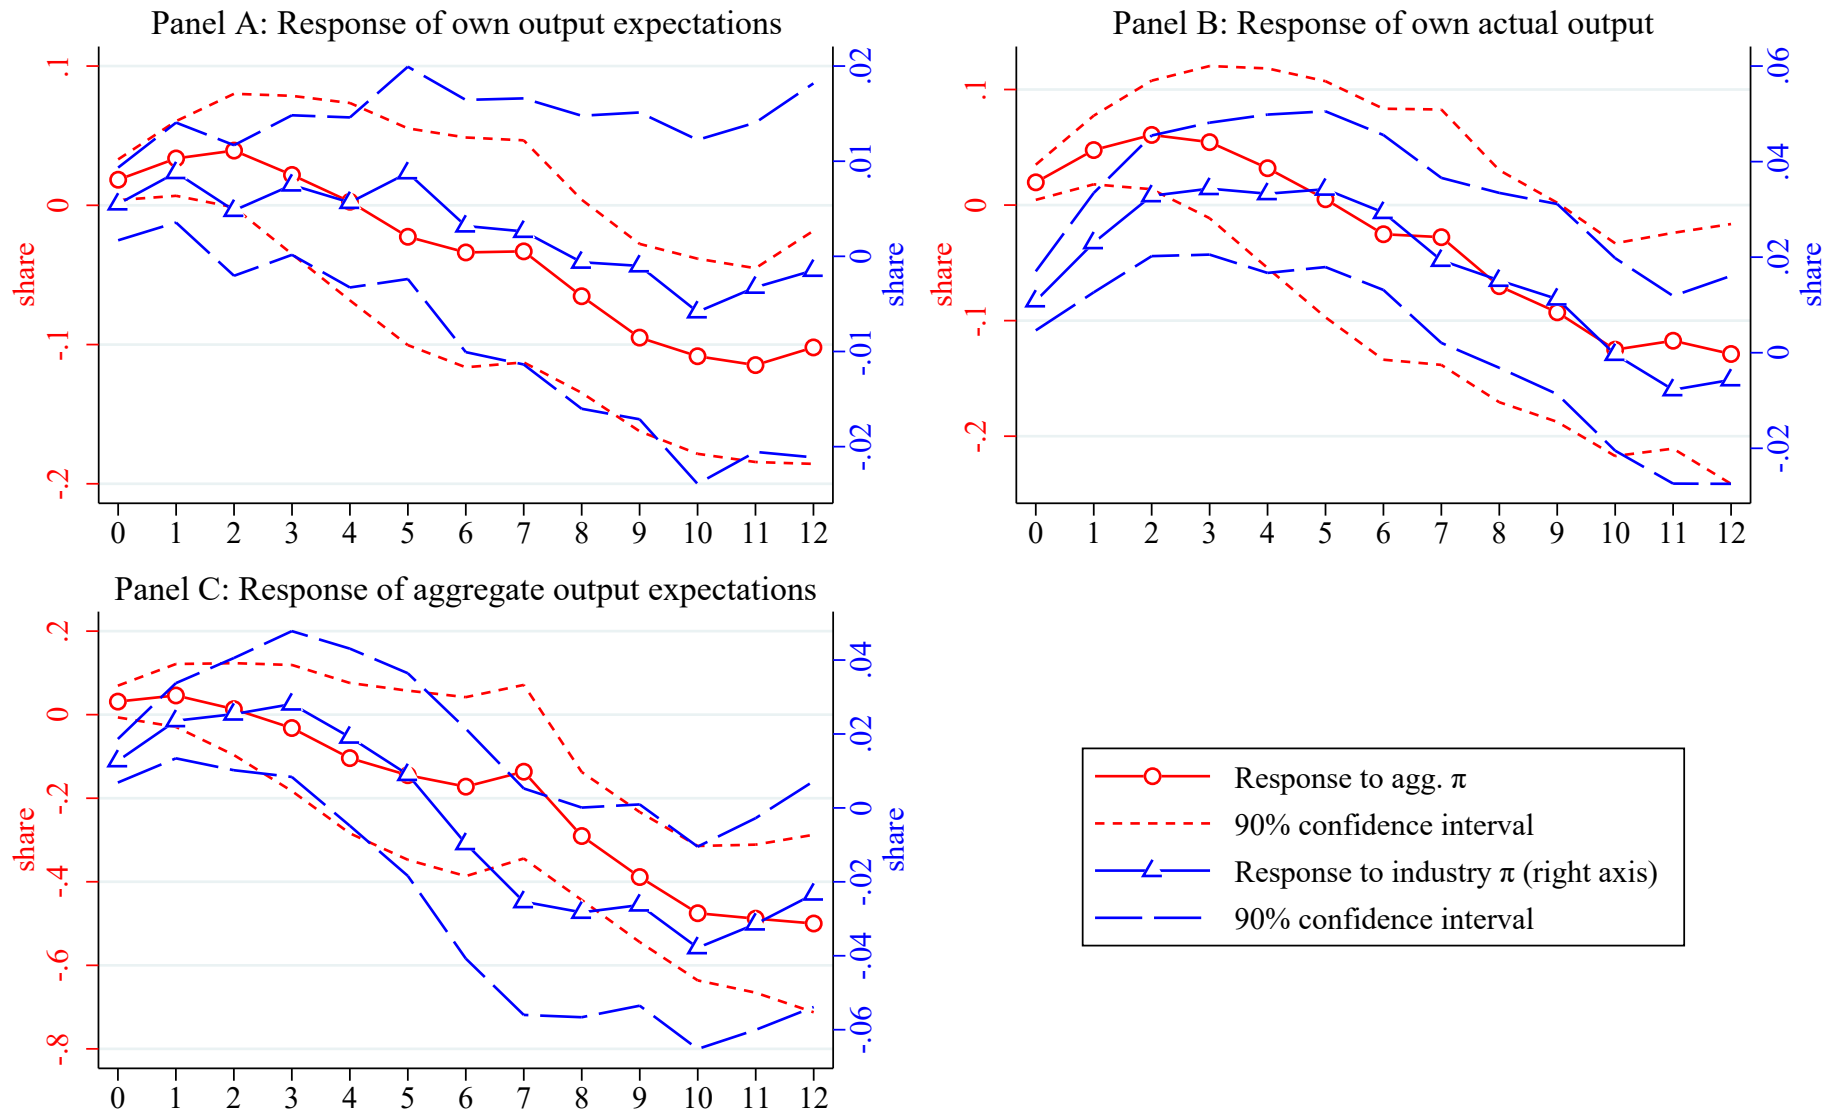 Panel A: Response of own output expectations
.1
0
-.1
-.2
share
.02
.01
0
-.01
-.02
share
0 1 2 3 4 5 6 7 8 9 10 11 12
Panel B: Response of own actual output
.1
0
-.1
-.2
share
.06
.04
.02
0
-.02
share
0 1 2 3 4 5 6 7 8 9 10 11 12
Panel C: Response of aggregate output expectations
.2
0
-.2
-.4
-.6
-.8
share
.04
.02
0
-.02
-.04
-.06
share
0 1 2 3 4 5 6 7 8 9 10 11 12
Response to agg. π
90% confidence interval
Response to industry π (right axis)
90% confidence interval